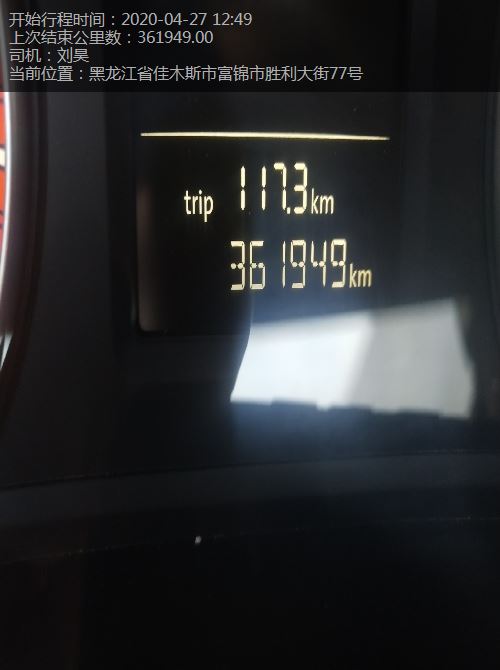 开始行程时间：2020-04-27 12:49
上次结束公里数：361949.00
司机：刘昊
当前位置：黑龙江省佳木斯市富锦市胜利大街77号
trip 117.3km
361949km